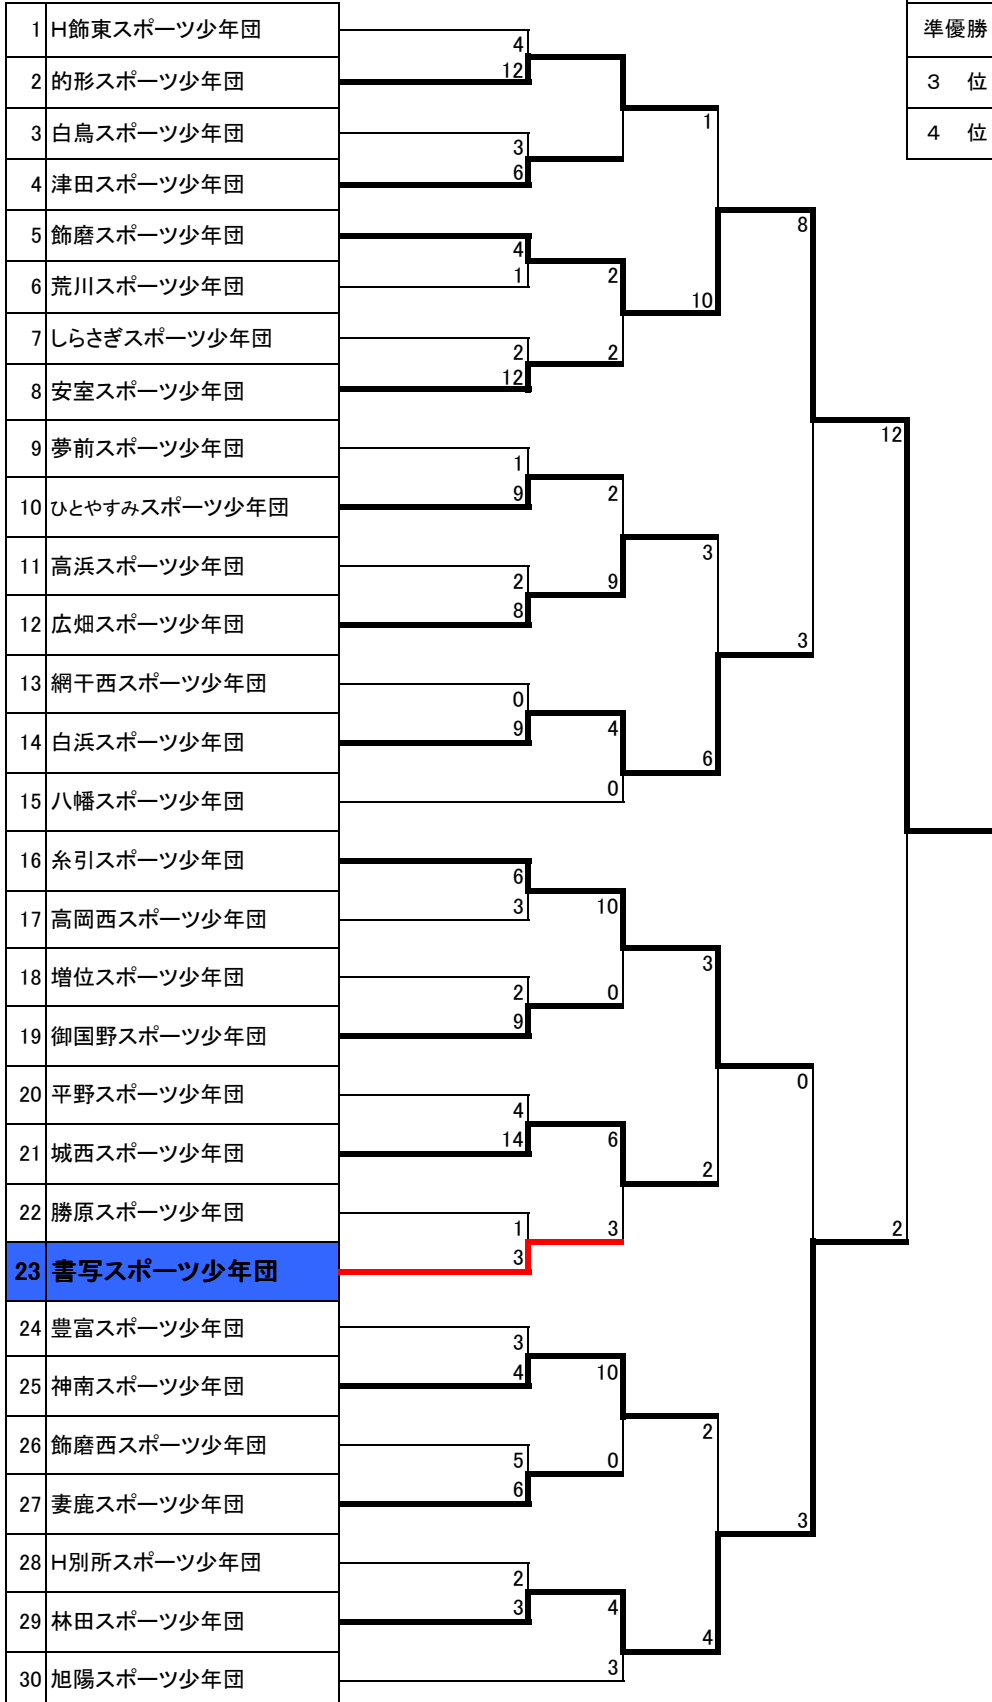 1 H飾東スポーツ少年団
2 的形スポーツ少年団
3 白鳥スポーツ少年団
4 津田スポーツ少年団
5 飾磨スポーツ少年団
6 荒川スポーツ少年団
7 しらさぎスポーツ少年団
8 安室スポーツ少年団
9 夢前スポーツ少年団
10 ひとやすみスポーツ少年団
11 高浜スポーツ少年団
12 広畑スポーツ少年団
13 網干西スポーツ少年団
14 白浜スポーツ少年団
15 八幡スポーツ少年団
16 糸引スポーツ少年団
17 高岡西スポーツ少年団
18 増位スポーツ少年団
19 御国野スポーツ少年団
20 平野スポーツ少年団
21 城西スポーツ少年団
22 勝原スポーツ少年団
23 書写スポーツ少年団
24 豊富スポーツ少年団
25 神南スポーツ少年団
26 飾磨西スポーツ少年団
27 妻鹿スポーツ少年団
28 H別所スポーツ少年団
29 林田スポーツ少年団
30 旭陽スポーツ少年団
4
12
3
6
4
1
2
12
1
9
2
8
0
9
6
3
2
9
4
14
1
3
3
4
5
6
2
3
2
2
2
9
4
0
10
0
6
3
10
0
4
3
1
10
3
6
3
2
2
4
8
3
0
3
12
2
準優勝
3 位
4 位